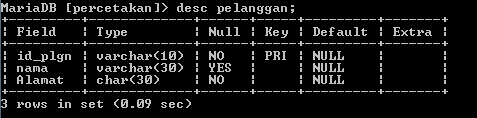 MariaDB [percetakan]> desc pelanggan;
+---------+-------------+------+-----+---------+-------+
| Field   | Type        | Null | Key | Default | Extra |
+---------+-------------+------+-----+---------+-------+
| id_plgn | varchar(10) | NO   | PRI | NULL    |       |
| nama    | varchar(30) | YES  |     | NULL    |       |
| Alamat  | char(30)    | NO   |     | NULL    |       |
+---------+-------------+------+-----+---------+-------+
3 rows in set (0.09 sec)